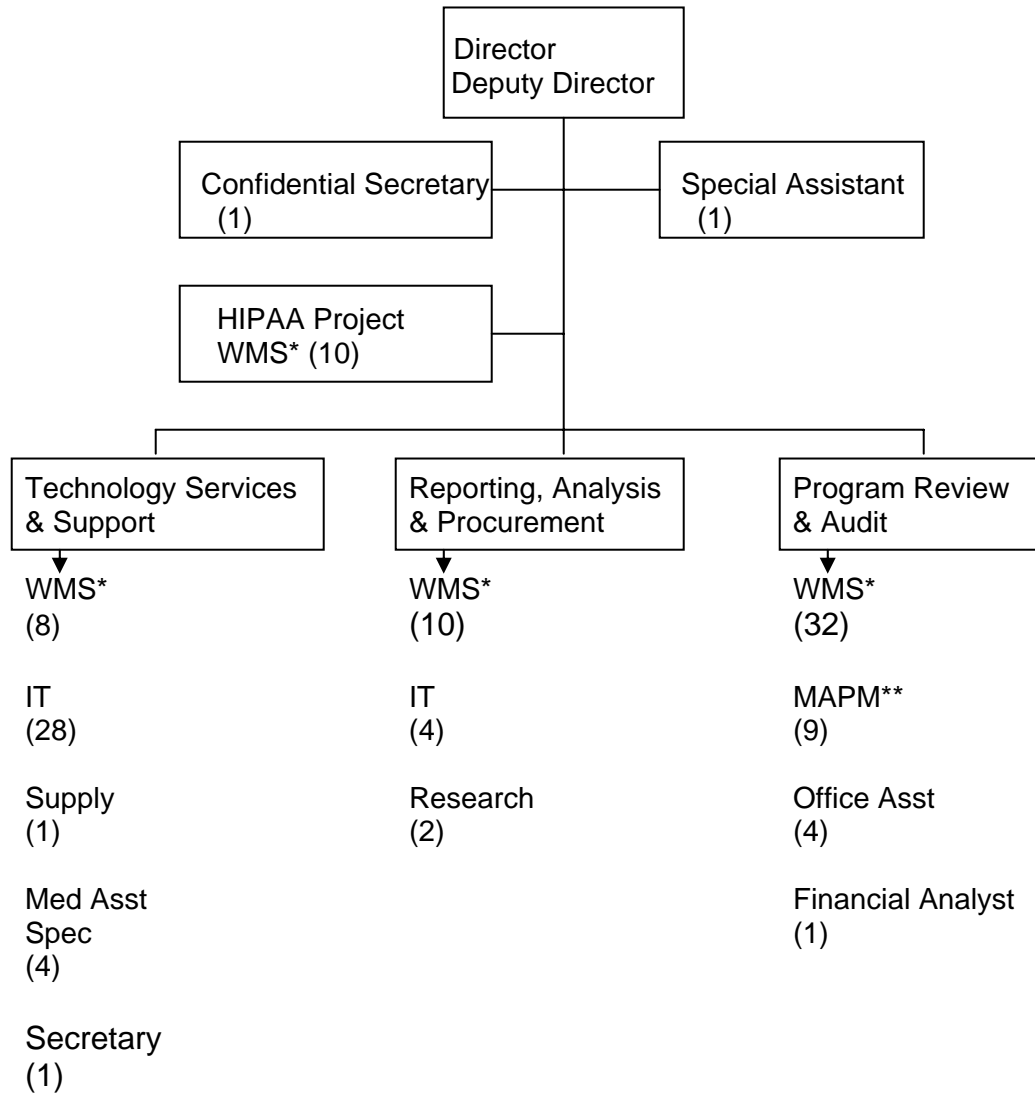 Director
Deputy Director
Confidential Secretary
(1)
Special Assistant
(1)
HIPAA Project
WMS* (10)
Technology Services
& Support
WMS*
(8)
IT
(28)
Supply
(1)
Med Asst
Spec
(4)
Secretary
(1)
Reporting, Analysis
& Procurement
WMS*
(10)
IT
(4)
Research
(2)
Program Review
& Audit
WMS*
(32)
MAPM**
(9)
Office Asst
(4)
Financial Analyst
(1)